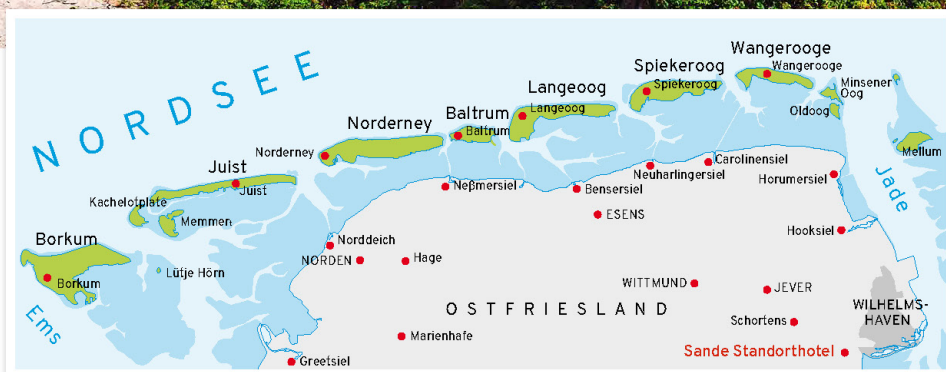 NORDSEE
Wangerooge
Wangerooge
Spiekeroog
Spiekeroog
Minsener
Oog
Oldoog
Langeoog
Langeoog
Baltrum
Baltrum
Norderney
Norderney
Mellum
Jade
Juist
Juist
Kachelotplate
Memmert
Borkum
Borkum
Lütje Hörn
Ems
Carolinensiel
Neuharlingersiel
Horumersiel
Neßmersiel
Bensersiel
ESENS
Hooksiel
Norddeich
NORDEN
Hage
WITTMUND
JEVER
OSTFRIESLAND
WILHELMS-
HAVEN
Schortens
Marienhafe
Sande Standorthotel
Greetsiel